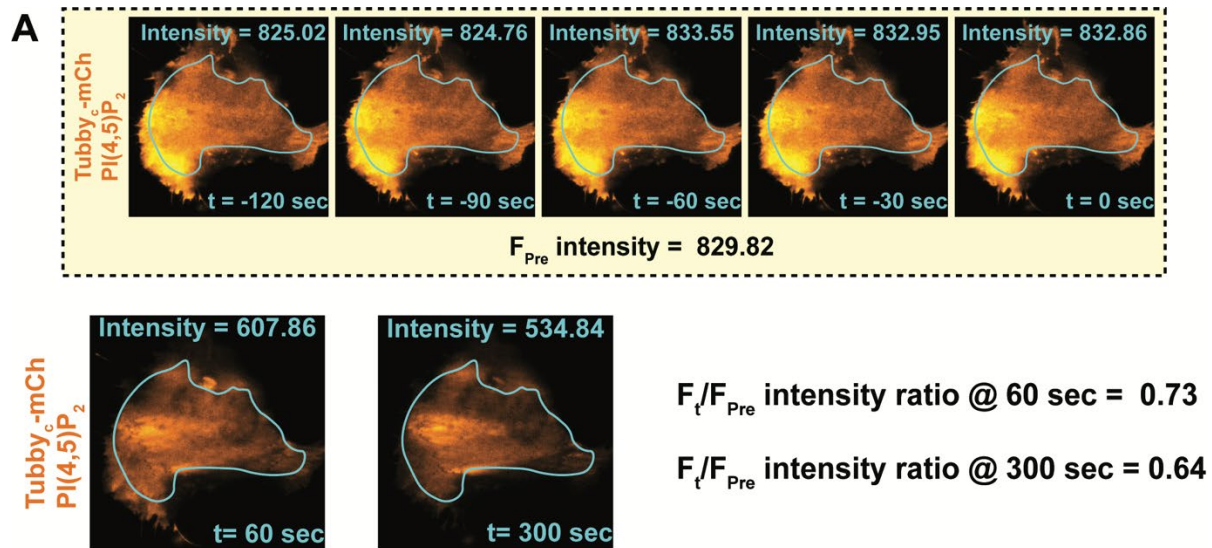 A
Tubbyc-mCh
PI(4,5)P2
Intensity = 825.02
t = -120 sec
Intensity = 824.76
t = -90 sec
Intensity = 833.55
t = -60 sec
Intensity = 832.95
t = -30 sec
Intensity = 832.86
t = 0 sec
FPre intensity = 829.82
Tubbyc-mCh
PI(4,5)P2
Intensity = 607.86
t= 60 sec
Intensity = 534.84
t= 300 sec
Ft/FPre intensity ratio @ 60 sec = 0.73
Ft/FPre intensity ratio @ 300 sec = 0.64